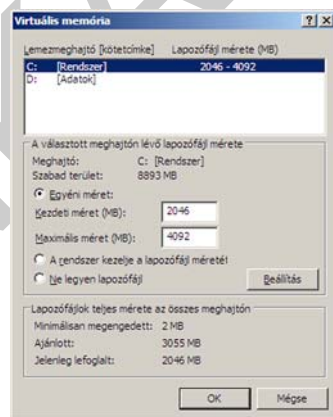 Virtuális memória
Lemezmeghajtó [kötetcímke] Lapozófájl mérete (MB)
C: [Rendszer] 2046 - 4092
D: [Adatok]
A választott meghajtón lévő lapozófájl mérete
Meghajtó: C: [Rendszer]
Szabad terület: 8893 MB
Egyéni méret:
Kezdeti méret (MB): 2046
Maximális méret (MB): 4092
A rendszer kezelje a lapozófájl méretét
Ne legyen lapozófájl Beállítás
Lapozófájlok teljes mérete az összes meghajtón
Minimálisan megengedett: 2 MB
Ajánlott: 3055 MB
Jelenleg lefoglalt: 2046 MB
OK Mégse